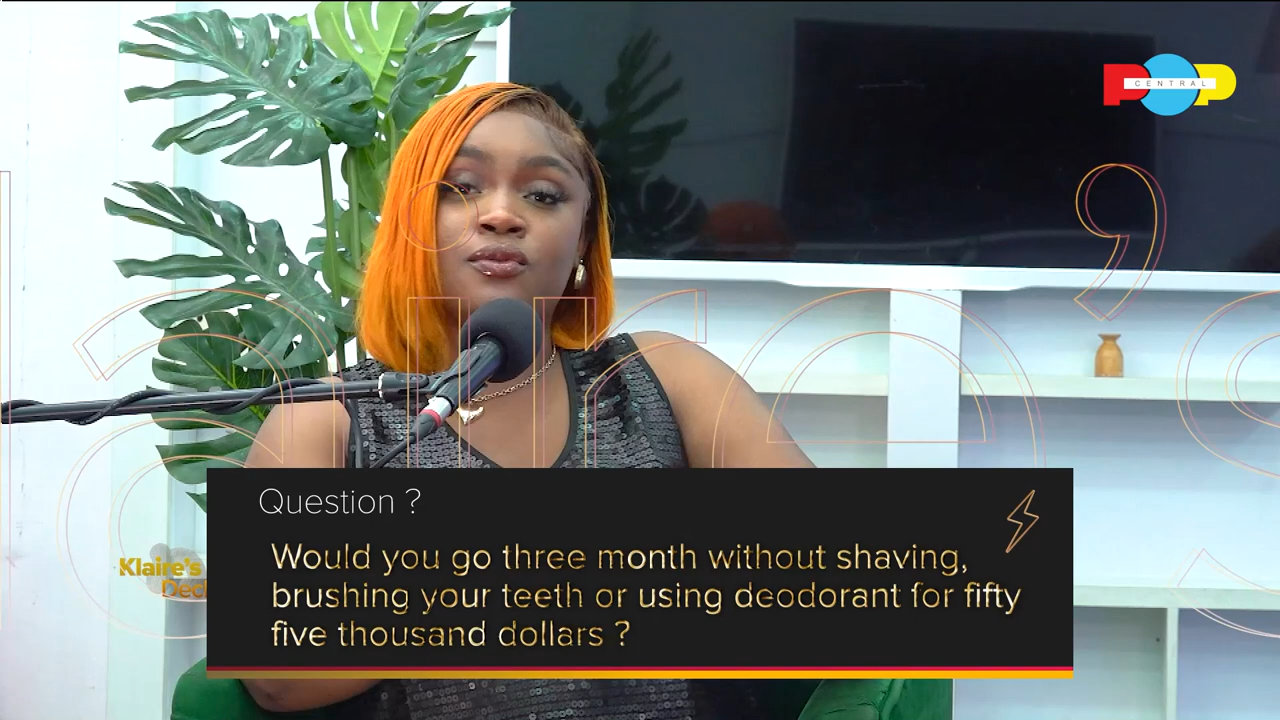 POP
CENTRAL
Question ?
Would you go three month without shaving,
brushing your teeth or using deodorant for fifty
five thousand dollars ?
Klaire's